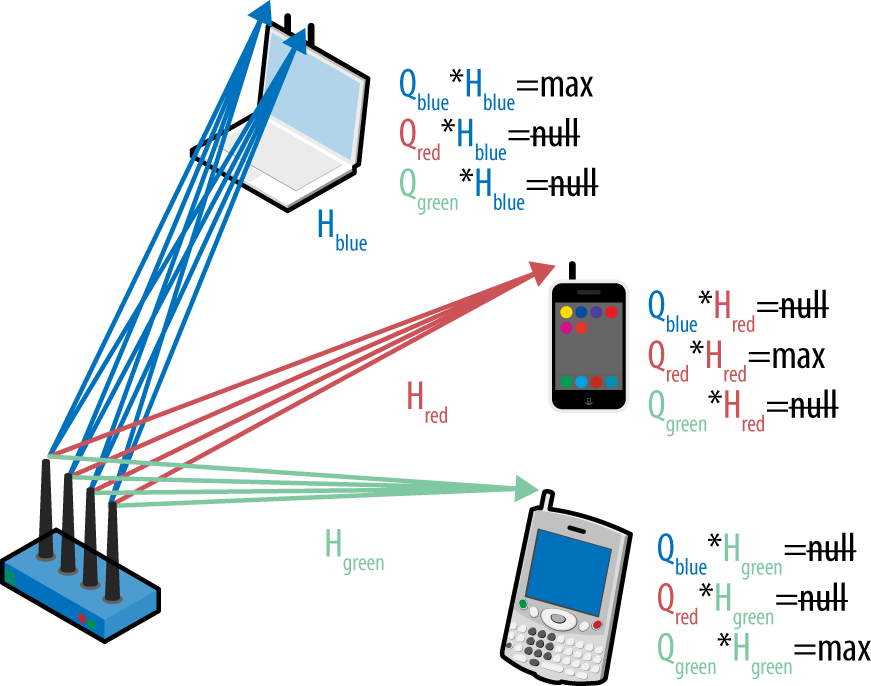 Qblue*Hblue=max
Qred*Hblue=null
Qgreen*Hblue=null
Hblue
Qblue*Hred=null
Qred*Hred=max
Qgreen*Hred=null
Hred
Qblue*Hgreen=null
Qred*Hgreen=null
Qgreen*Hgreen=max
Hgreen